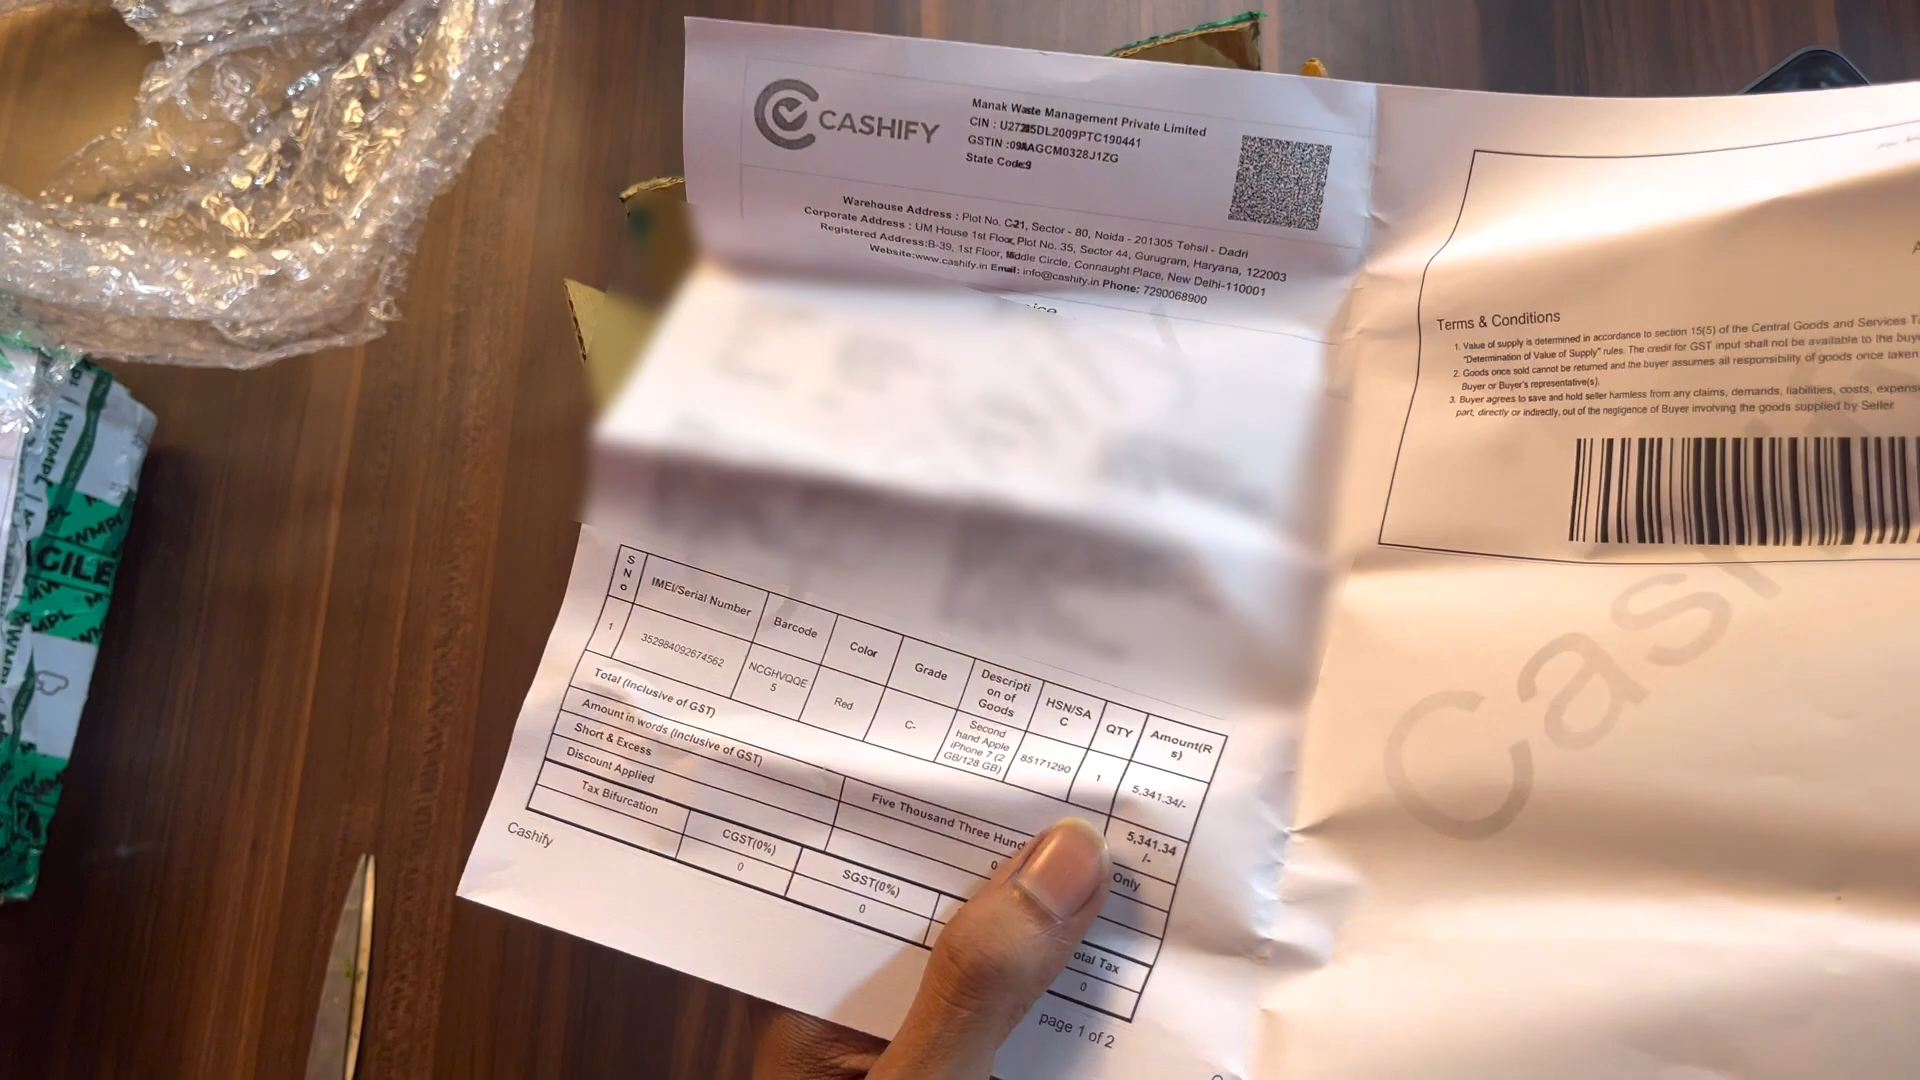 CASHIFY
Manak Waste Management Private Limited
CIN : U27245DL2009PTC190441
GSTIN :09AAGCM0328J1ZG
State Code:9
Warehouse Address : Plot No. C-21, Sector - 80, Noida - 201305 Tehsil - Dadri
Corporate Address : UM House 1st Floor, Plot No. 35, Sector 44, Gurugram, Haryana, 122003
Registered Address:B-39, 1st Floor, Middle Circle, Connaught Place, New Delhi-110001
Website:www.cashify.in Email: info@cashify.in Phone: 7290068900
S No IMEI/Serial Number Barcode Color Grade Description of Goods HSN/SAC QTY Amount(Rs)
1 352984092674562 NCGHVQQE5 Red C- Second hand Apple iPhone 7 (2 GB/128 GB) 85171290 1 5,341.34/-
Total (Inclusive of GST) 5,341.34/-
Amount in words (Inclusive of GST) Five Thousand Three Only
Short & Excess 0
Discount Applied
Tax Bifurcation CGST(0%) SGST(0%) Tax
0 0 0
Cashify
page 1 of 2
Terms & Conditions
1. Value of supply is determined in accordance to section 15(5) of the Central Goods and Services
"Determination of Value of Supply" rules. The credit for GST input shall not be available to the
2. Goods once sold cannot be returned and the buyer assumes all responsibility of goods once taken
Buyer or Buyer's representative(s).
3. Buyer agrees to save and hold seller harmless from any claims, demands, liabilities, costs,
part, directly or indirectly, out of the negligence of Buyer involving the goods supplied by Seller
MWMPL